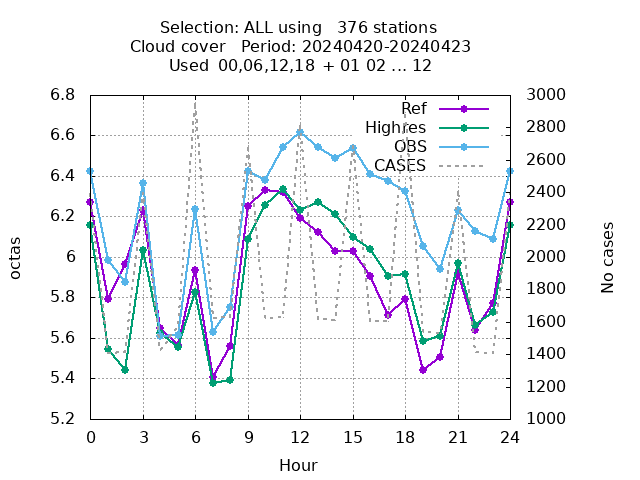 Selection: ALL using   376 stations
Cloud cover   Period: 20240420-20240423
Used  00,06,12,18 + 01 02 ... 12
6.8
6.6
6.4
6.2
6
5.8
5.6
5.4
5.2
octas
3000
2800
2600
2400
2200
2000
1800
1600
1400
1200
1000
No cases
Ref
Highres
OBS
CASES
0 3 6 9 12 15 18 21 24
Hour